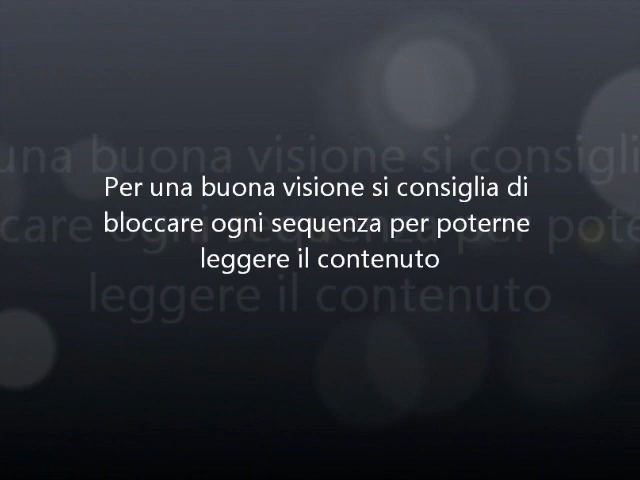 Per una buona visione si consiglia di
bloccare ogni sequenza per poterne
leggere il contenuto